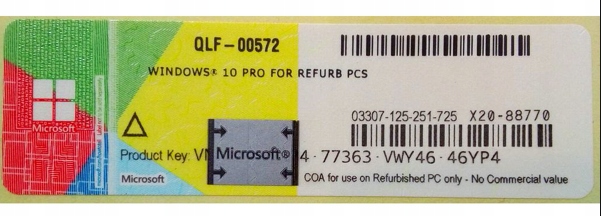 QLF-00572
WINDOWS® 10 PRO FOR REFURB PCS
Microsoft
03307-125-251-725 X20-88770
Product Key: VN Microsoft® 4-77363-VWY46-46YP4
Microsoft
COA for use on Refurbished PC only - No Commercial value